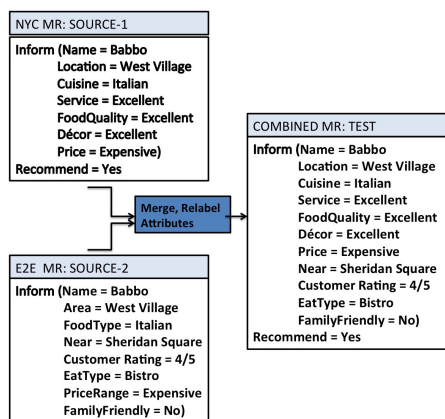 NYC MR: SOURCE-1
Inform (Name = Babbo
Location = West Village
Cuisine = Italian
Service = Excellent
FoodQuality = Excellent
Décor = Excellent
Price = Expensive)
Recommend = Yes
Merge, Relabel
Attributes
E2E MR: SOURCE-2
Inform (Name = Babbo
Area = West Village
FoodType = Italian
Near = Sheridan Square
Customer Rating = 4/5
EatType = Bistro
PriceRange = Expensive
FamilyFriendly = No)
COMBINED MR: TEST
Inform (Name = Babbo
Location = West Village
Cuisine = Italian
Service = Excellent
FoodQuality = Excellent
Décor = Excellent
Price = Expensive
Near = Sheridan Square
Customer Rating = 4/5
EatType = Bistro
FamilyFriendly = No)
Recommend = Yes